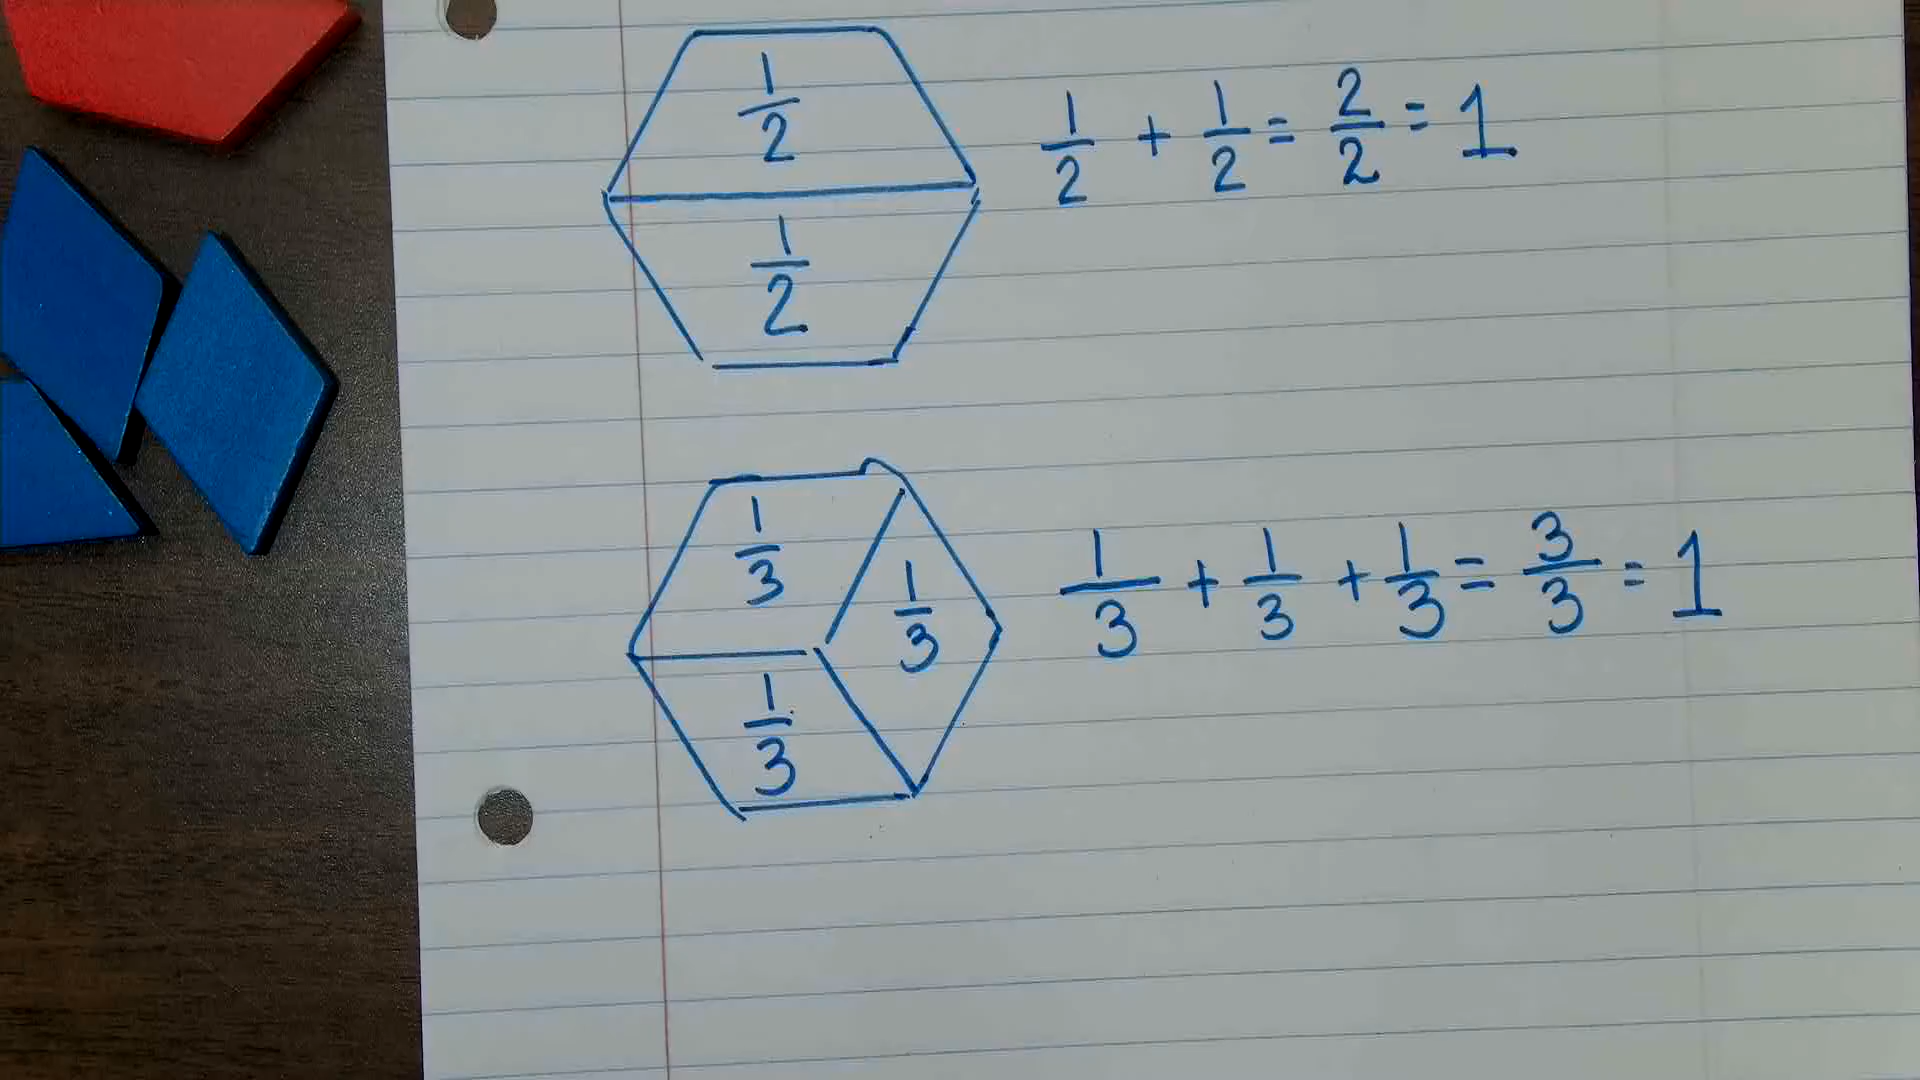 1/2
1/2 + 1/2 = 2/2 = 1
1/2
1/3
1/3
1/3 + 1/3 + 1/3 = 3/3 = 1
1/3